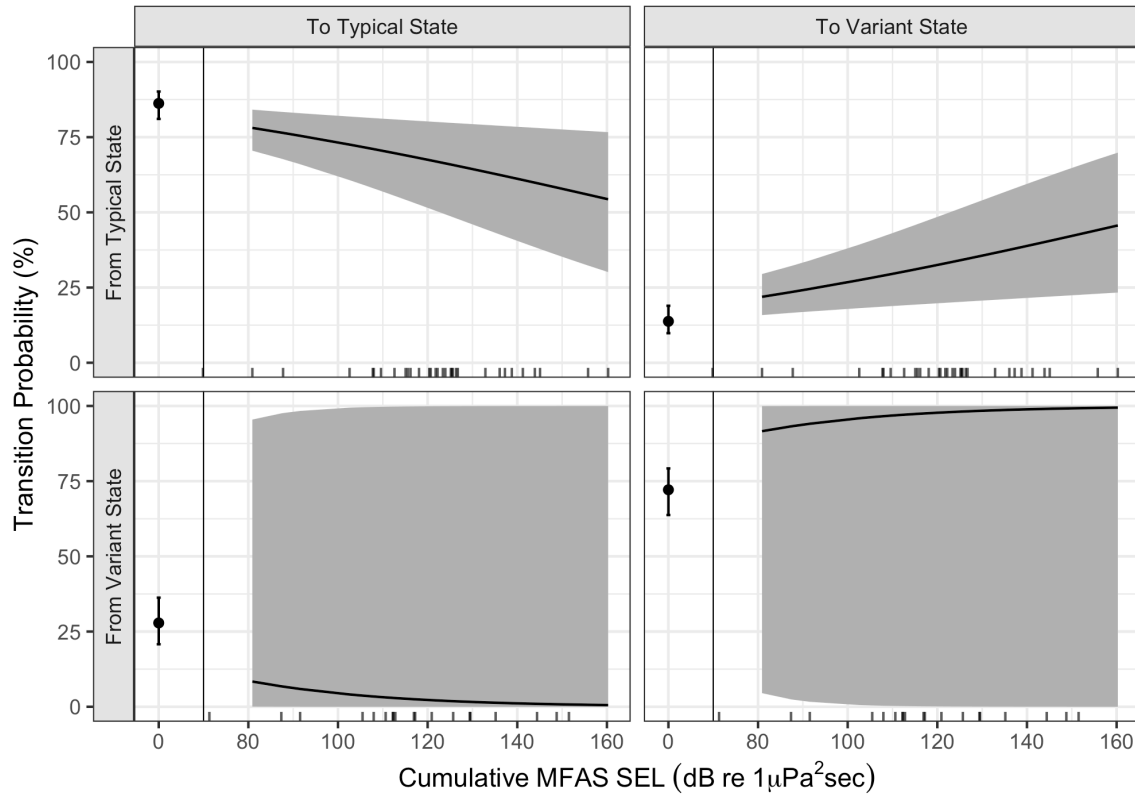 To Typical State
To Variant State
Transition Probability (%)
From Typical State
100
75
50
25
0
From Variant State
100
75
50
25
0
0 80 100 120 140 160
0 80 100 120 140 160
Cumulative MFAS SEL (dB re 1μPa²sec)